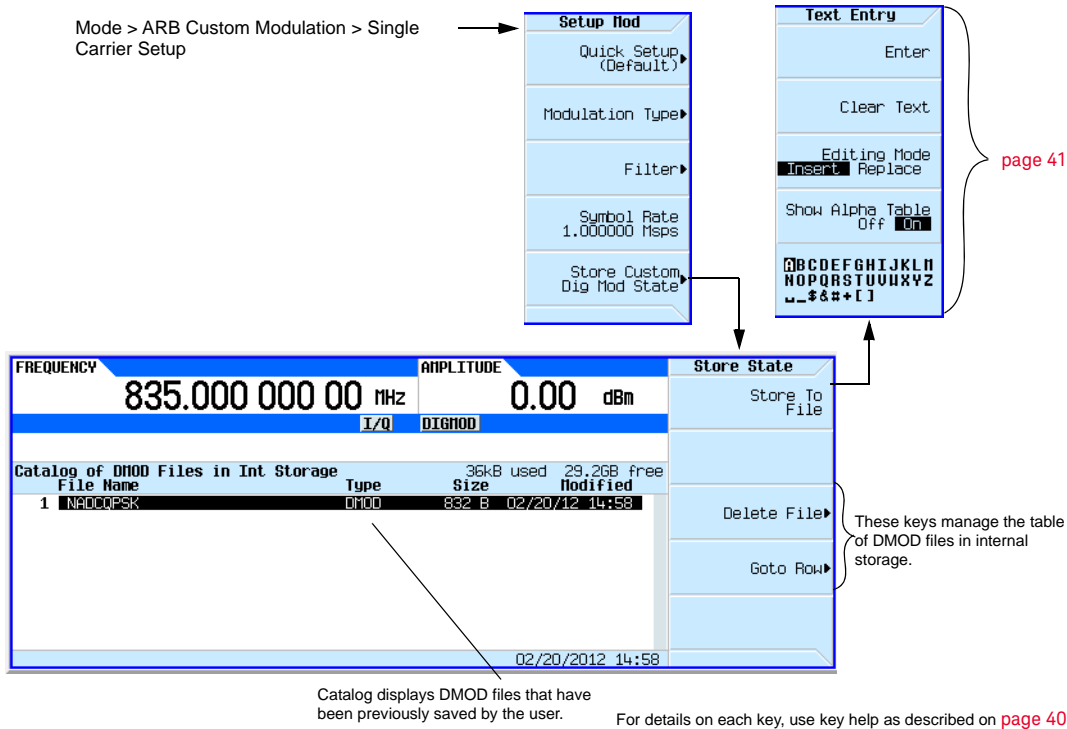 Mode > ARB Custom Modulation > Single
Carrier Setup
Setup Mod
Quick Setup
(Default)
Modulation Type
Filter
Symbol Rate
1.000000 Msps
Store Custom
Dig Mod State
Text Entry
Enter
Clear Text
Editing Mode
Insert Replace
Show Alpha Table
Off On
ABCDEFGHIJKLM
NOPQRSTUVWXYZ
␣_$&#+[]
page 41
FREQUENCY
835.000 000 00 MHz
AMPLITUDE
0.00 dBm
I/Q DIGMOD
Catalog of DMOD Files in Int Storage 36kB used 29.2GB free
File Name Type Size Modified
1 NADCQPSK DMOD 832 B 02/20/12 14:58
02/20/2012 14:58
Store State
Store To
File
Delete File
Goto Row
These keys manage the table
of DMOD files in internal
storage.
Catalog displays DMOD files that have
been previously saved by the user.
For details on each key, use key help as described on page 40